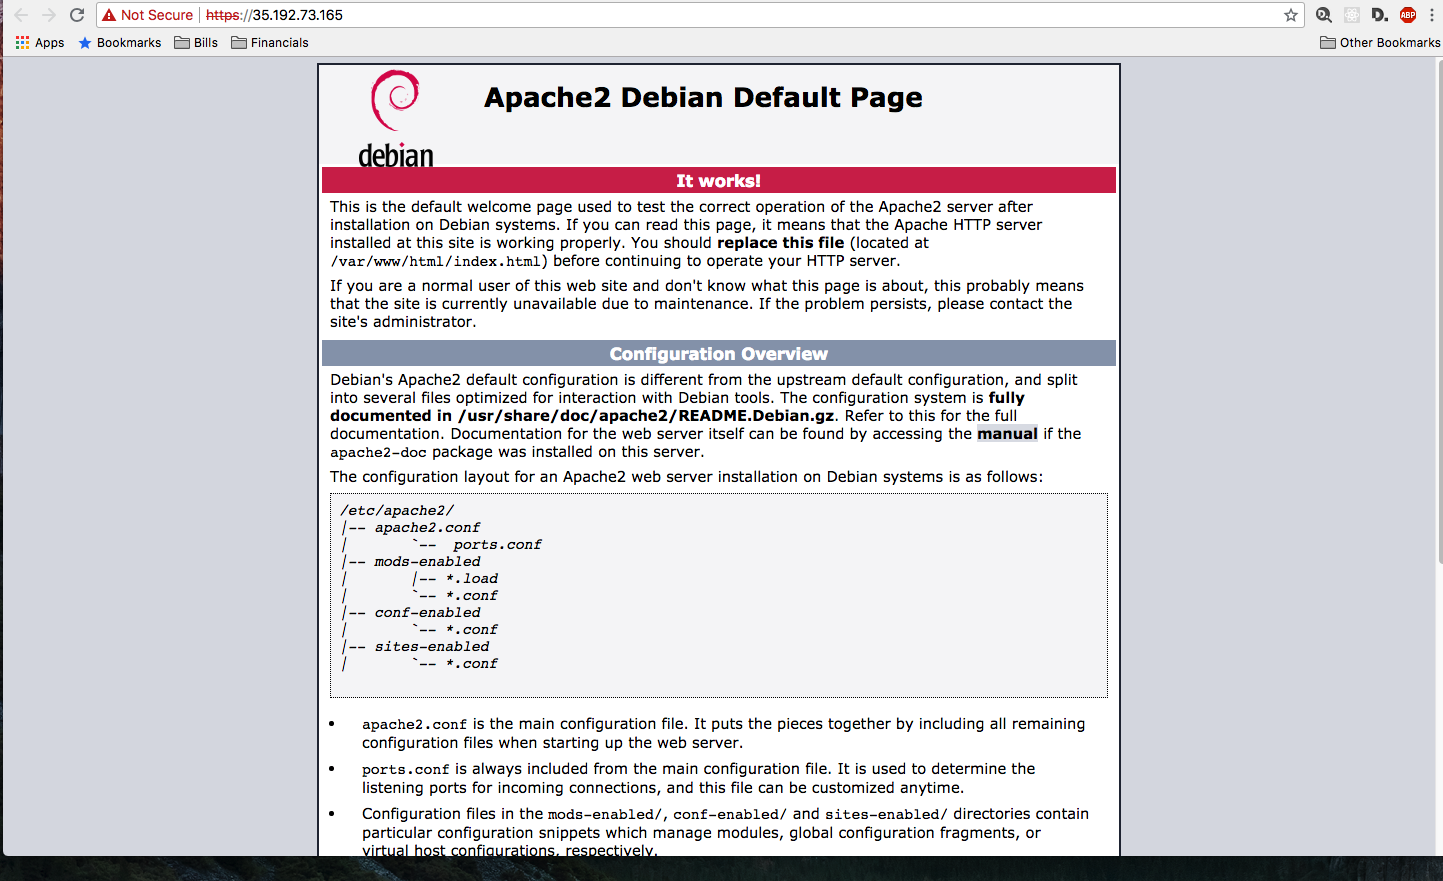 Not Secure | https://35.192.73.165
D.
ABP
Apps Bookmarks Bills Financials Other Bookmarks
debian
Apache2 Debian Default Page
It works!
This is the default welcome page used to test the correct operation of the Apache2 server after
installation on Debian systems. If you can read this page, it means that the Apache HTTP server
installed at this site is working properly. You should replace this file (located at
/var/www/html/index.html) before continuing to operate your HTTP server.
If you are a normal user of this web site and don't know what this page is about, this probably means
that the site is currently unavailable due to maintenance. If the problem persists, please contact the
site's administrator.
Configuration Overview
Debian's Apache2 default configuration is different from the upstream default configuration, and split
into several files optimized for interaction with Debian tools. The configuration system is fully
documented in /usr/share/doc/apache2/README.Debian.gz. Refer to this for the full
documentation. Documentation for the web server itself can be found by accessing the manual if the
apache2-doc package was installed on this server.
The configuration layout for an Apache2 web server installation on Debian systems is as follows:
/etc/apache2/
|-- apache2.conf
|       `--  ports.conf
|-- mods-enabled
|       |-- *.load
|       `-- *.conf
|-- conf-enabled
|       `-- *.conf
|-- sites-enabled
|       `-- *.conf
• apache2.conf is the main configuration file. It puts the pieces together by including all remaining
configuration files when starting up the web server.
• ports.conf is always included from the main configuration file. It is used to determine the
listening ports for incoming connections, and this file can be customized anytime.
• Configuration files in the mods-enabled/, conf-enabled/ and sites-enabled/ directories contain
particular configuration snippets which manage modules, global configuration fragments, or
virtual host configurations, respectively.